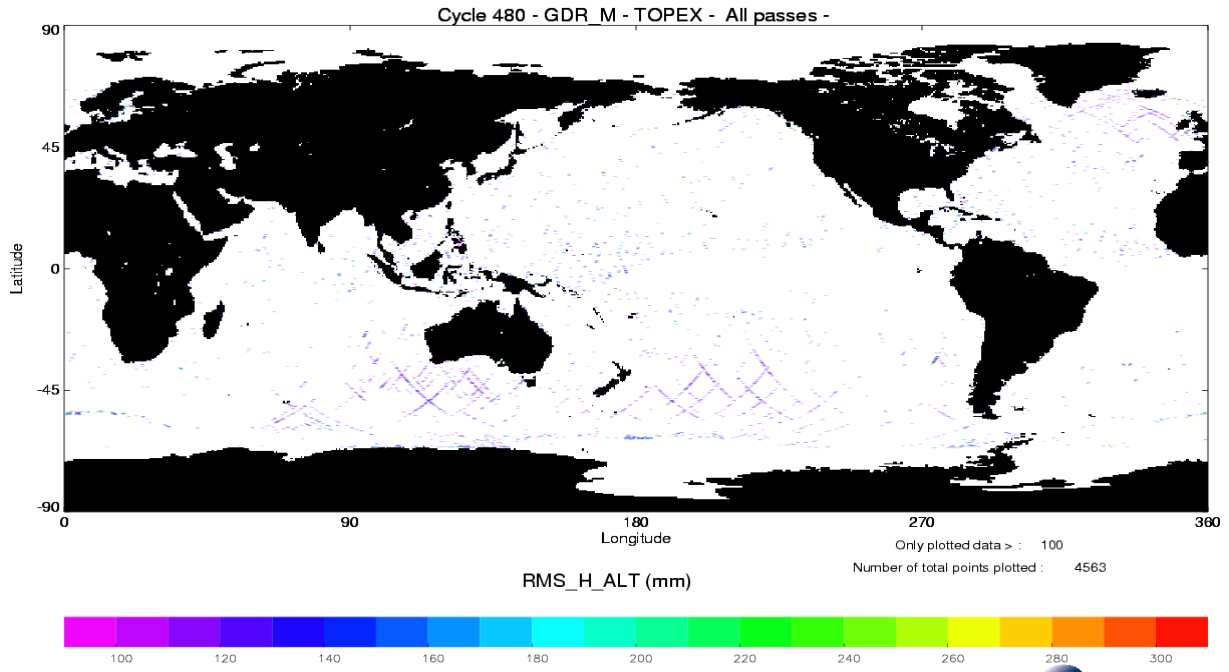 Cycle 480 - GDR_M - TOPEX - All passes -
90
45
0
-45
-90
Latitude
0 90 180 270 360
Longitude
Only plotted data > : 100
Number of total points plotted : 4563
RMS_H_ALT (mm)
100 120 140 160 180 200 220 240 260 280 300